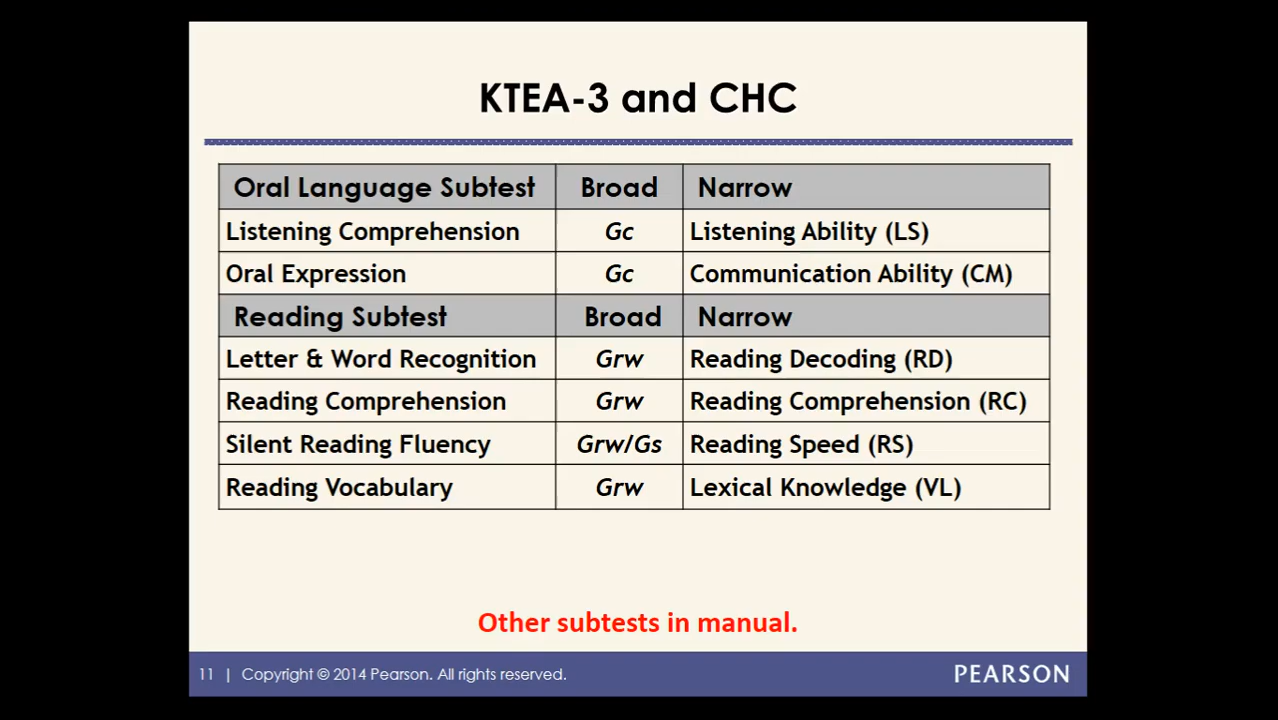 KTEA-3 and CHC
Oral Language Subtest Broad Narrow
Listening Comprehension Gc Listening Ability (LS)
Oral Expression Gc Communication Ability (CM)
Reading Subtest Broad Narrow
Letter & Word Recognition Grw Reading Decoding (RD)
Reading Comprehension Grw Reading Comprehension (RC)
Silent Reading Fluency Grw/Gs Reading Speed (RS)
Reading Vocabulary Grw Lexical Knowledge (VL)
Other subtests in manual.
11 | Copyright © 2014 Pearson. All rights reserved. PEARSON